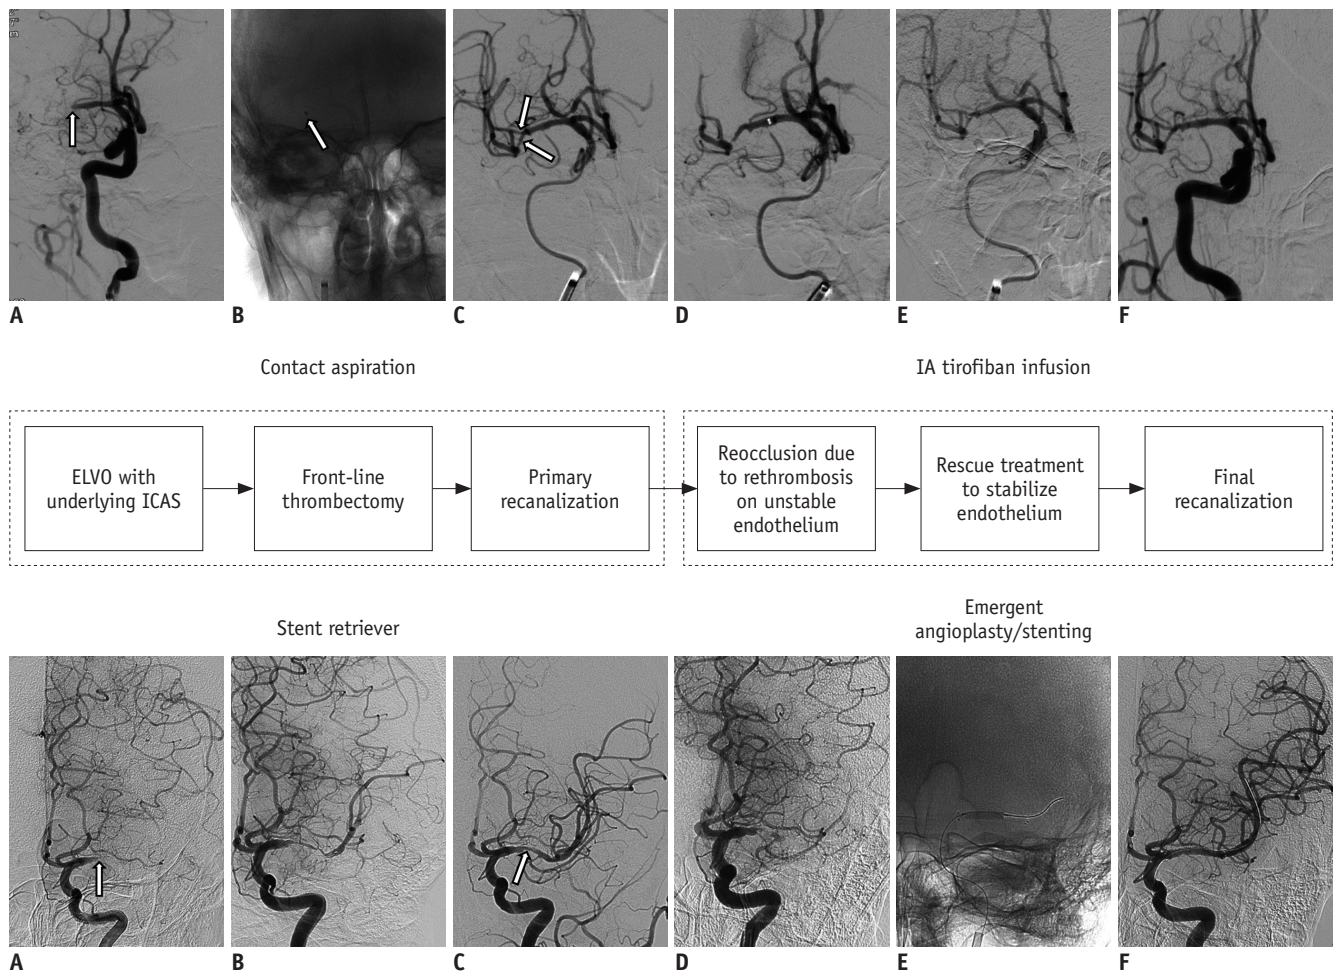 A
B
C
D
E
F
Contact aspiration
IA tirofiban infusion
ELVO with
underlying ICAS
Front-line
thrombectomy
Primary
recanalization
Reocclusion due
to rethrombosis
on unstable
endothelium
Rescue treatment
to stabilize
endothelium
Final
recanalization
Stent retriever
Emergent
angioplasty/stenting
A
B
C
D
E
F